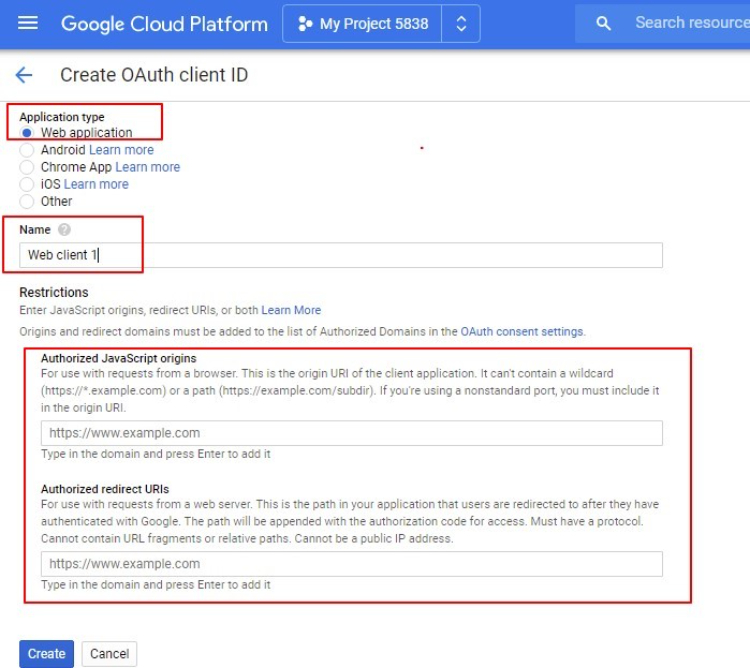 Google Cloud Platform
My Project 5838
Search resource
Create OAuth client ID
Application type
Web application
Android Learn more
Chrome App Learn more
iOS Learn more
Other
Name ?
Web client 1
Restrictions
Enter JavaScript origins, redirect URIs, or both Learn More
Origins and redirect domains must be added to the list of Authorized Domains in the OAuth consent settings.
Authorized JavaScript origins
For use with requests from a browser. This is the origin URI of the client application. It can't contain a wildcard
(https://*.example.com) or a path (https://example.com/subdir). If you're using a nonstandard port, you must include it
in the origin URI.
https://www.example.com
Type in the domain and press Enter to add it
Authorized redirect URIs
For use with requests from a web server. This is the path in your application that users are redirected to after they have
authenticated with Google. The path will be appended with the authorization code for access. Must have a protocol.
Cannot contain URL fragments or relative paths. Cannot be a public IP address.
https://www.example.com
Type in the domain and press Enter to add it
Create
Cancel